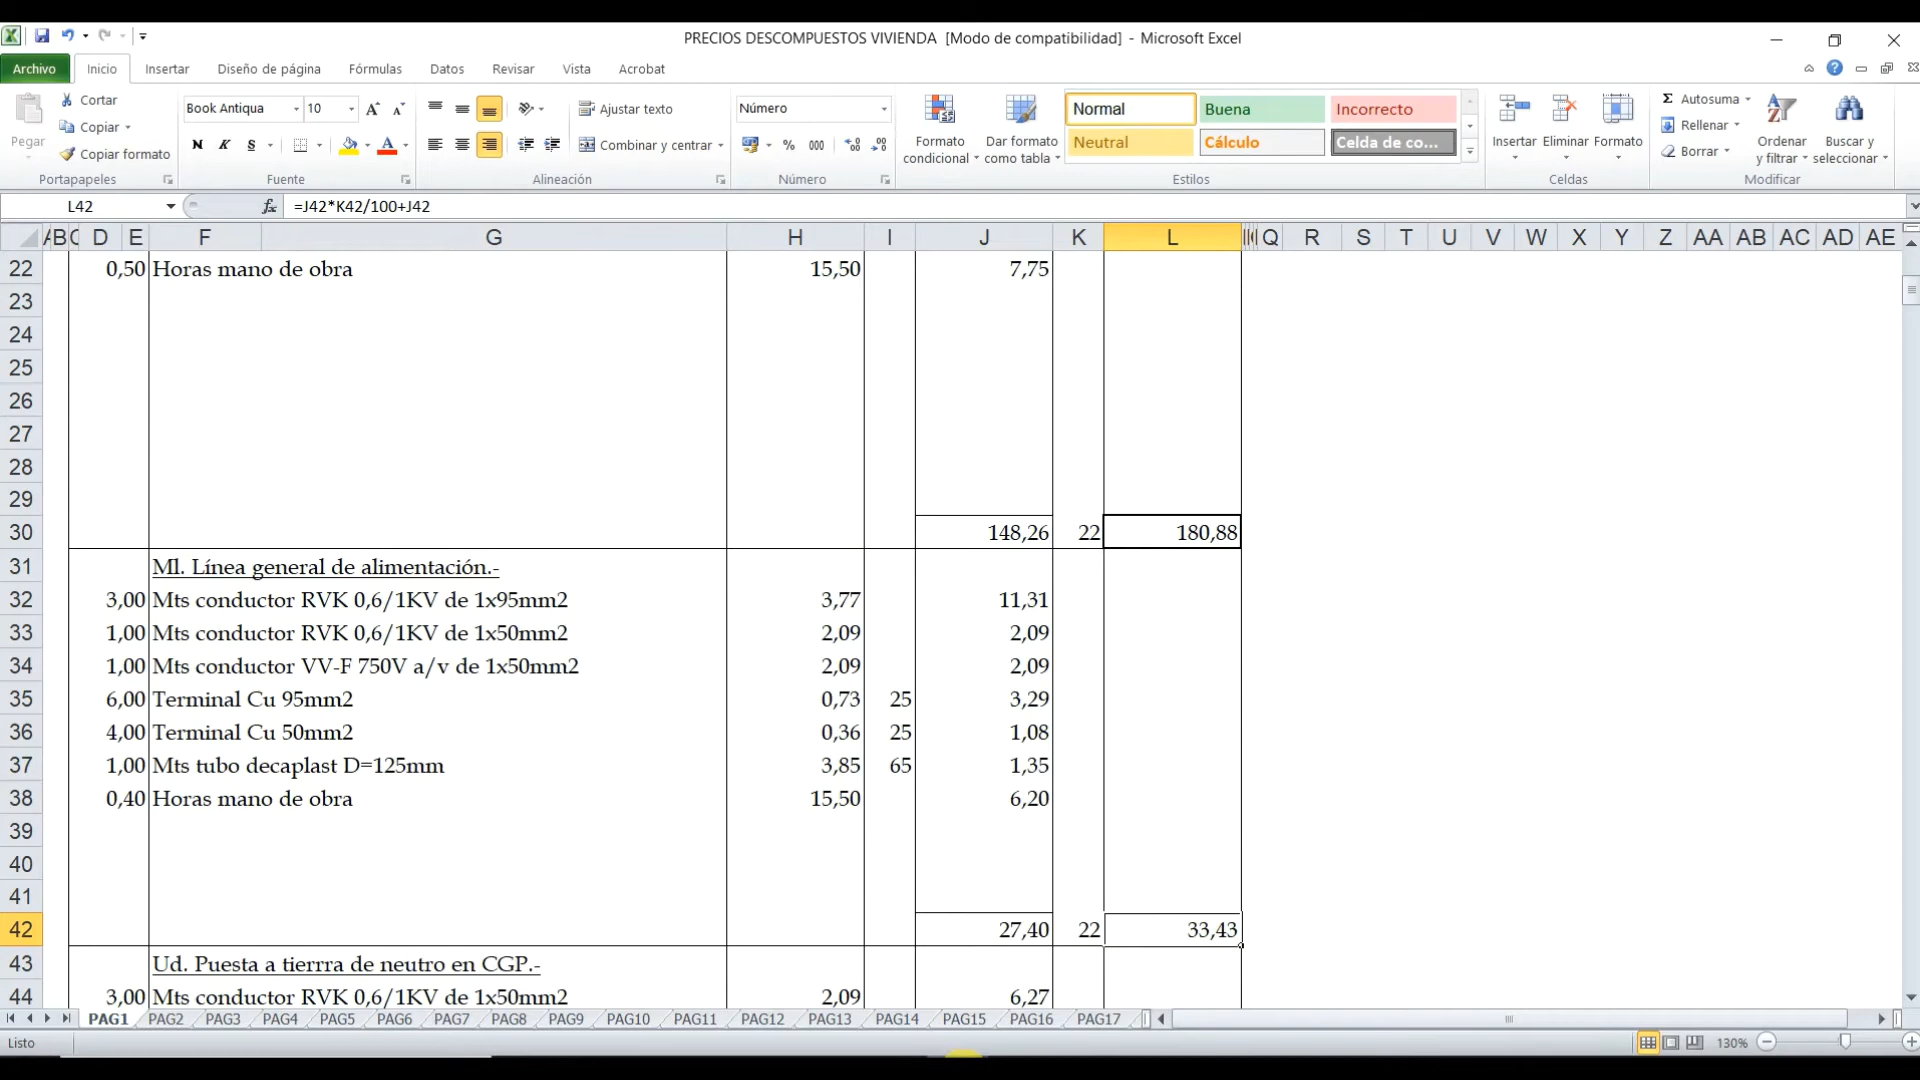 PRECIOS DESCOMPUESTOS VIVIENDA [Modo de compatibilidad] - Microsoft Excel
Archivo Inicio Insertar Diseño de página Fórmulas Datos Revisar Vista Acrobat
Pegar
Cortar
Copiar
Copiar formato
Portapapeles
Book Antiqua 10
N K S
Fuente
Ajustar texto
Combinar y centrar
Alineación
Número
% 000
Número
Formato condicional
Dar formato como tabla
Normal Buena Incorrecto
Neutral Cálculo Celda de co...
Estilos
Insertar Eliminar Formato
Celdas
Σ Autosuma
Rellenar
Borrar
Ordenar y filtrar
Buscar y seleccionar
Modificar
L42 fx =J42*K42/100+J42
D E F G H I J K L Q R S T U V W X Y Z AA AB AC AD AE
22 0,50 Horas mano de obra 15,50 7,75
23
24
25
26
27
28
29
30 148,26 22 180,88
31 Ml. Línea general de alimentación.-
32 3,00 Mts conductor RVK 0,6/1KV de 1x95mm2 3,77 11,31
33 1,00 Mts conductor RVK 0,6/1KV de 1x50mm2 2,09 2,09
34 1,00 Mts conductor VV-F 750V a/v de 1x50mm2 2,09 2,09
35 6,00 Terminal Cu 95mm2 0,73 25 3,29
36 4,00 Terminal Cu 50mm2 0,36 25 1,08
37 1,00 Mts tubo decaplast D=125mm 3,85 65 1,35
38 0,40 Horas mano de obra 15,50 6,20
39
40
41
42 27,40 22 33,43
43 Ud. Puesta a tierrra de neutro en CGP.-
44 3,00 Mts conductor RVK 0,6/1KV de 1x50mm2 2,09 6,27
PAG1 PAG2 PAG3 PAG4 PAG5 PAG6 PAG7 PAG8 PAG9 PAG10 PAG11 PAG12 PAG13 PAG14 PAG15 PAG16 PAG17
Listo 130%